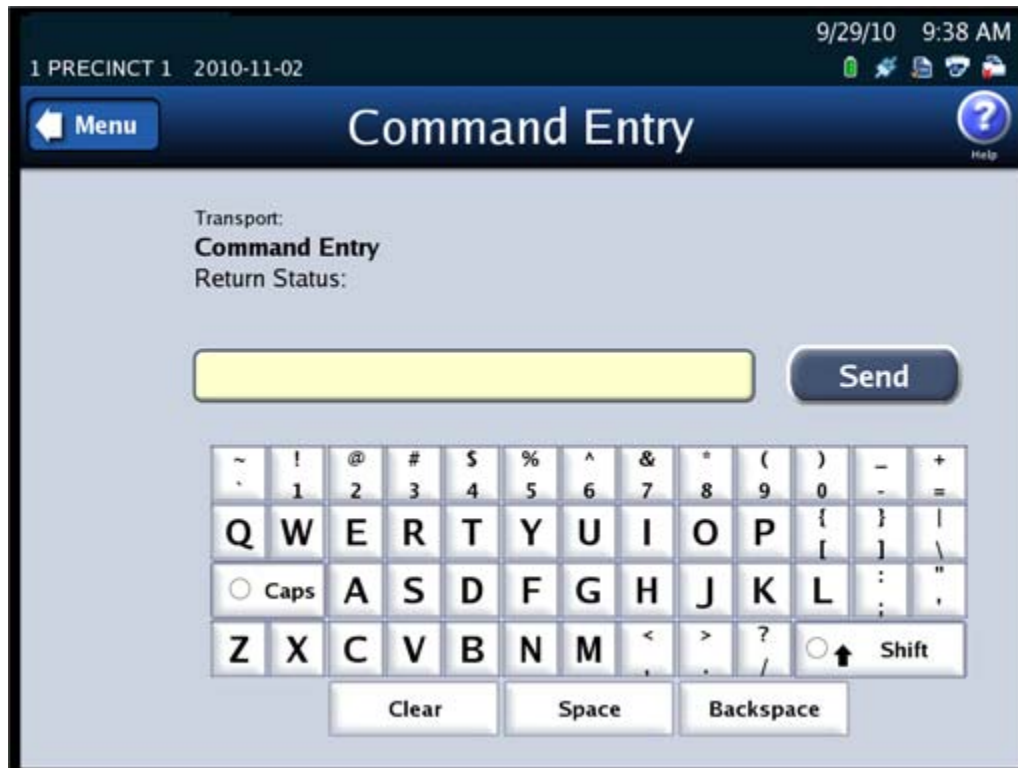 9/29/10 9:38 AM
1 PRECINCT 1 2010-11-02
Menu
Command Entry
Help
Transport:
Command Entry
Return Status:
Send
~ ! @ # $ % ^ & * ( ) _ +
` 1 2 3 4 5 6 7 8 9 0 - =
Q W E R T Y U I O P { } |
[ ] \
Caps A S D F G H J K L : "
; '
Z X C V B N M < > ? Shift
, . /
Clear Space Backspace